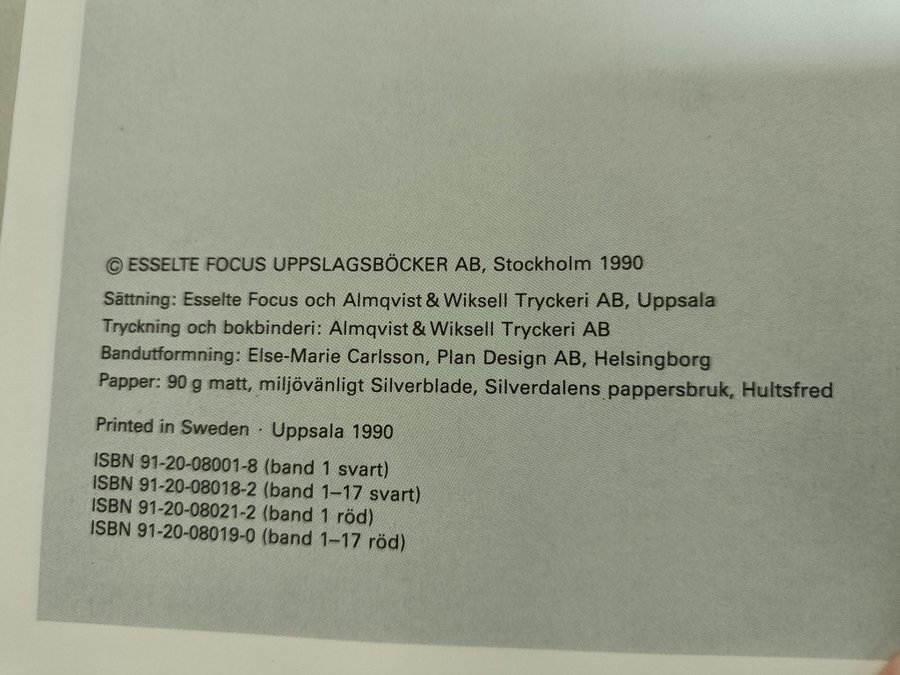 © ESSELTE FOCUS UPPSLAGSBÖCKER AB, Stockholm 1990
Sättning: Esselte Focus och Almqvist & Wiksell Tryckeri AB, Uppsala
Tryckning och bokbinderi: Almqvist & Wiksell Tryckeri AB
Bandutformning: Else-Marie Carlsson, Plan Design AB, Helsingborg
Papper: 90 g matt, miljövänligt Silverblade, Silverdalens pappersbruk, Hultsfred
Printed in Sweden · Uppsala 1990
ISBN 91-20-08001-8 (band 1 svart)
ISBN 91-20-08018-2 (band 1–17 svart)
ISBN 91-20-08021-2 (band 1 röd)
ISBN 91-20-08019-0 (band 1–17 röd)